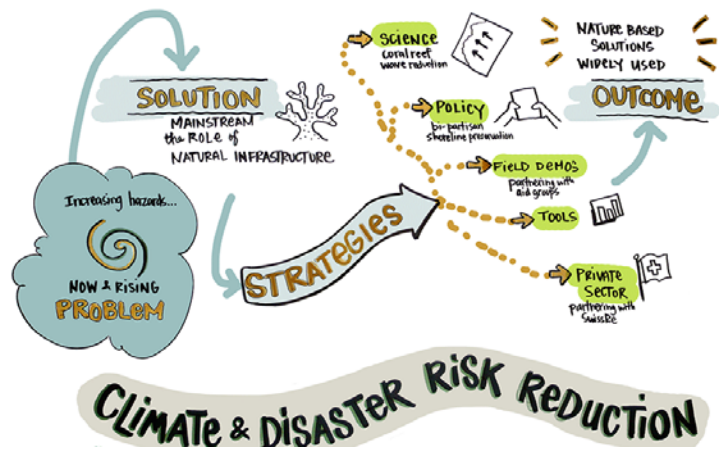 Increasing hazards...
NOW & RISING
PROBLEM
SOLUTION
MAINSTREAM
the ROLE of
NATURAL INFRASTRUCTURE
STRATEGIES
SCIENCE
coral reef
wave reduction
POLICY
bi-partisan
shoreline preservation
FIELD DEMOS
partnering with
aid groups
TOOLS
PRIVATE
SECTOR
partnering with
SwissRe
NATURE BASED
SOLUTIONS
WIDELY USED
OUTCOME
CLIMATE & DISASTER RISK REDUCTION